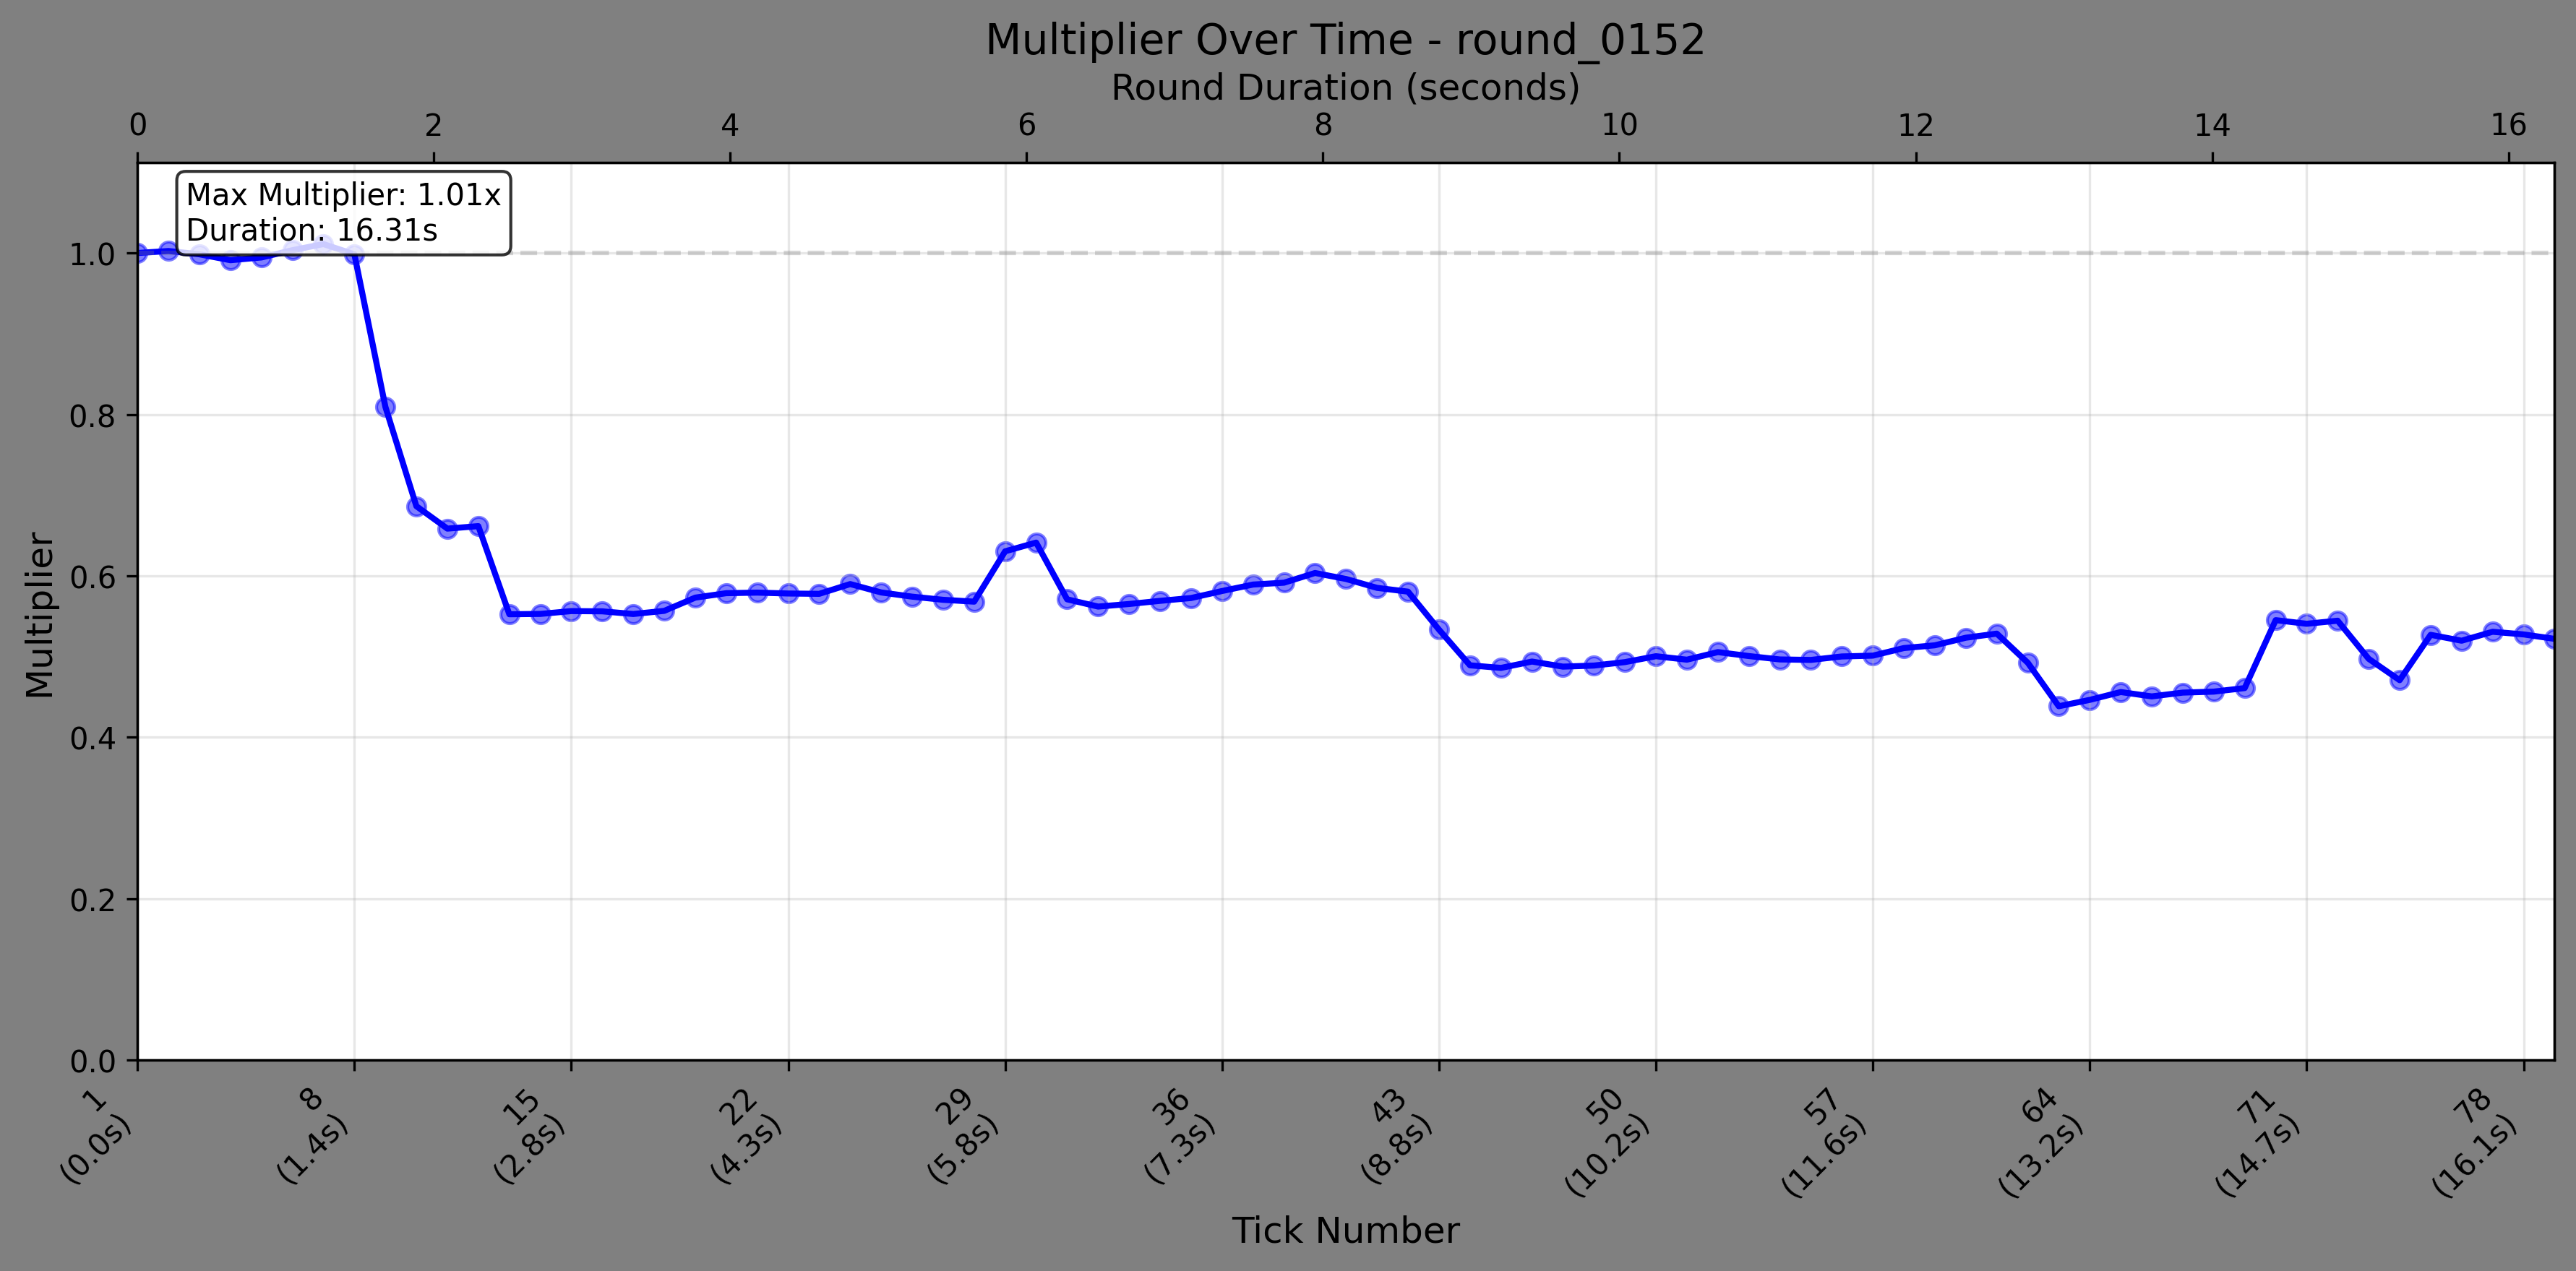 Multiplier Over Time - round_0152
Round Duration (seconds)
0 2 4 6 8 10 12 14 16
Max Multiplier: 1.01x
Duration: 16.31s
1.0
0.8
0.6
0.4
0.2
0.0
Multiplier
1 8 15 22 29 36 43 50 57 64 71 78
(0.0s) (1.4s) (2.8s) (4.3s) (5.8s) (7.3s) (8.8s) (10.2s) (11.6s) (13.2s) (14.7s) (16.1s)
Tick Number